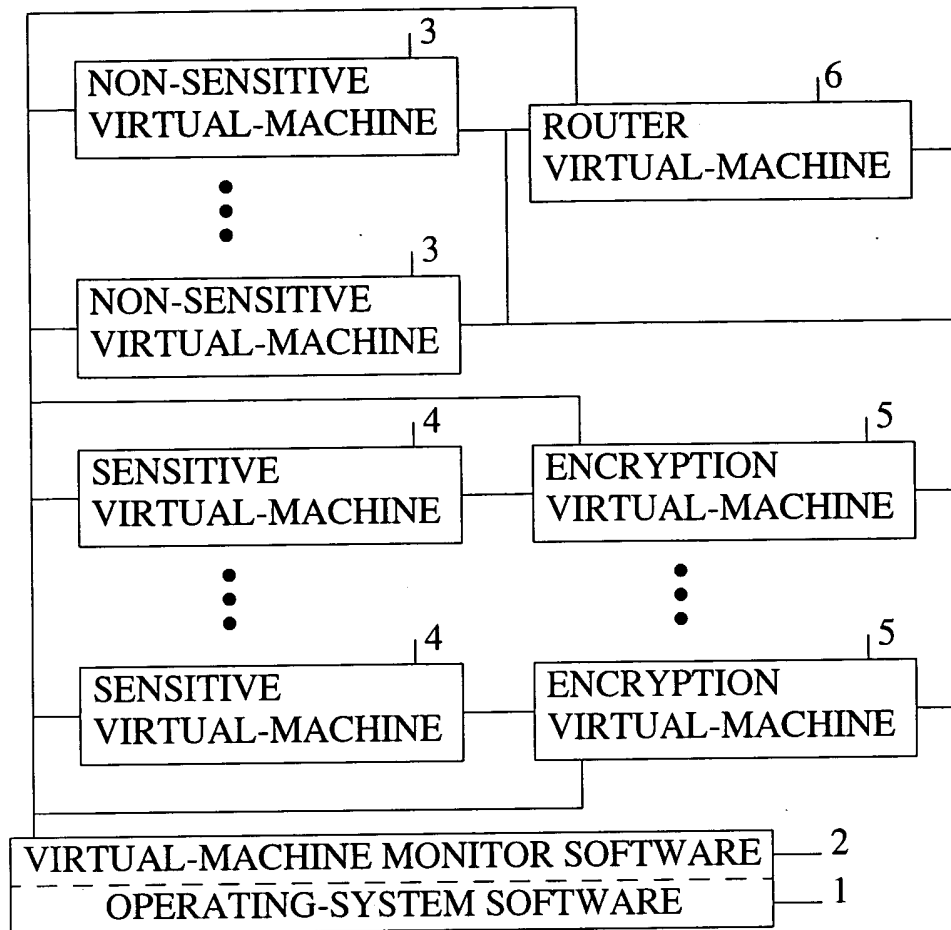 3
NON-SENSITIVE
VIRTUAL-MACHINE
6
ROUTER
VIRTUAL-MACHINE
3
NON-SENSITIVE
VIRTUAL-MACHINE
4
SENSITIVE
VIRTUAL-MACHINE
5
ENCRYPTION
VIRTUAL-MACHINE
4
SENSITIVE
VIRTUAL-MACHINE
5
ENCRYPTION
VIRTUAL-MACHINE
VIRTUAL-MACHINE MONITOR SOFTWARE 2
OPERATING-SYSTEM SOFTWARE 1